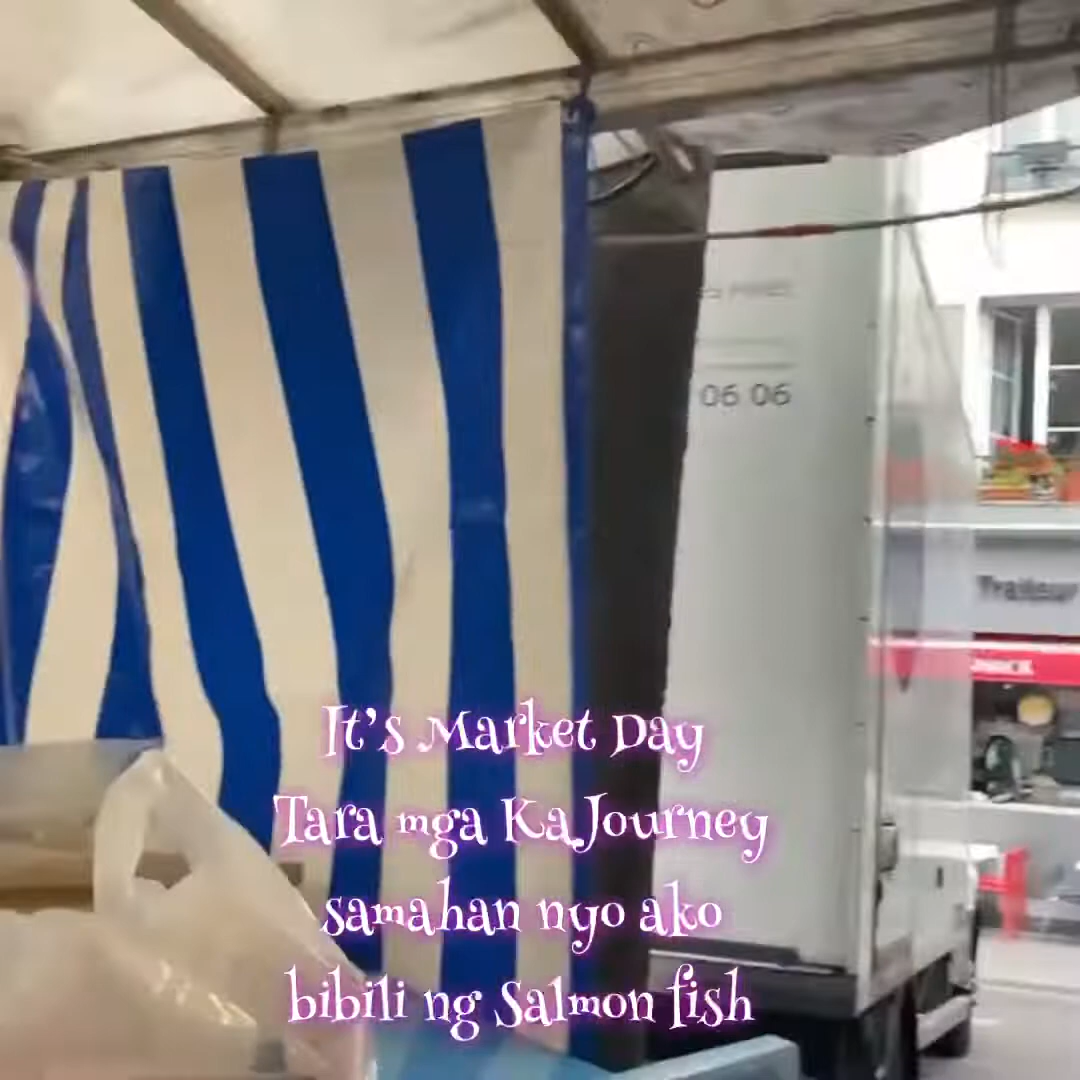 06 06
Traiteur
It's Market Day
Tara mga KaJourney
samahan nyo ako
bibili ng Salmon fish